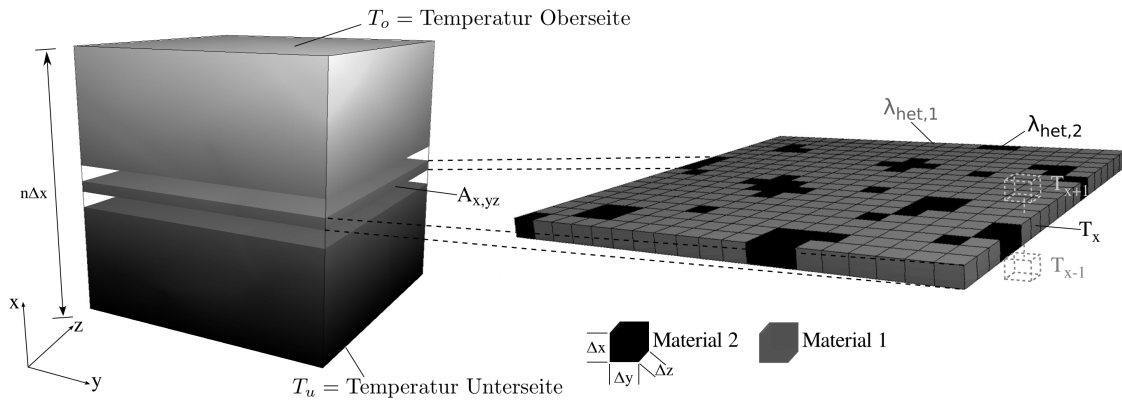 T_o = Temperatur Oberseite
nΔx
A_x,yz
x
z
y
T_u = Temperatur Unterseite
λ_het,1
λ_het,2
T_x+1
T_x
T_x-1
Δx
Δy
Δz
Material 2
Material 1